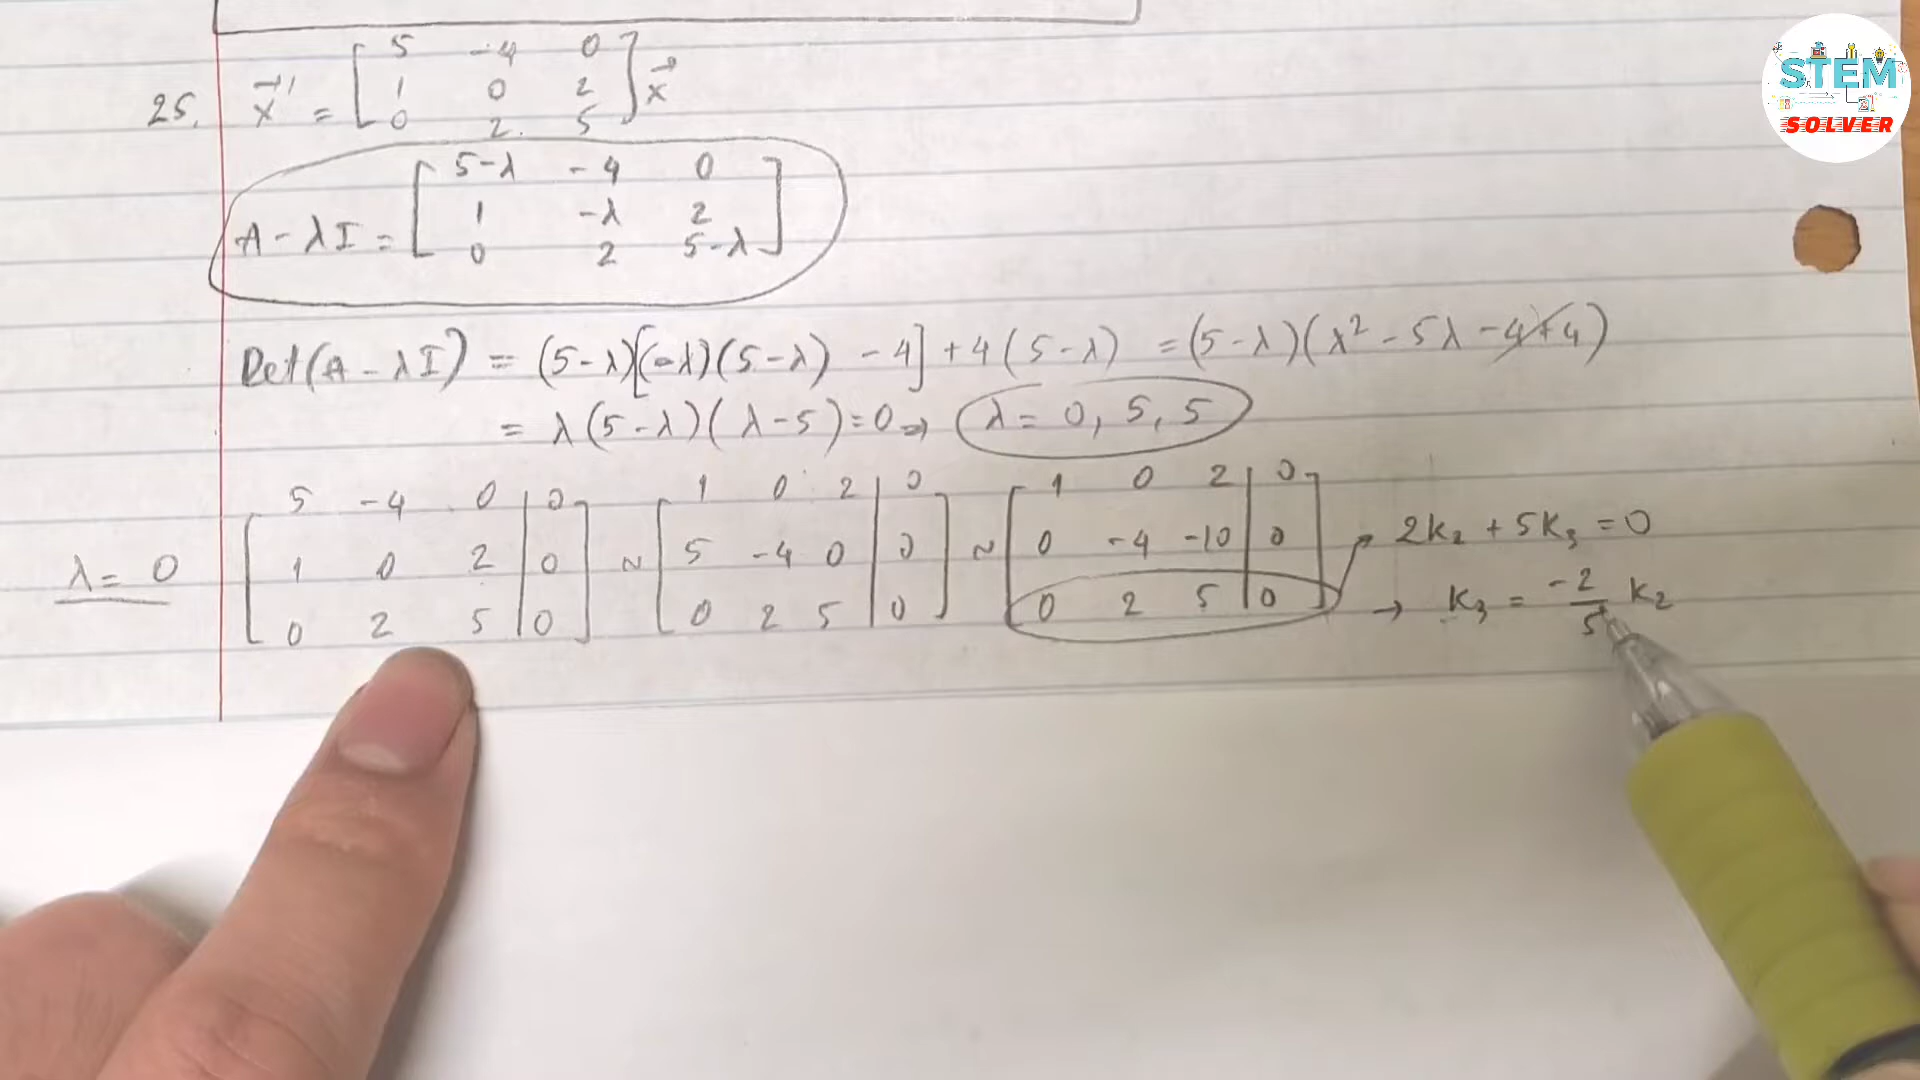 STEM
SOLVER
25. x⃗' = [ 5 -4 0
1 0 2
0 2. 5 ] x⃗
A - λI = [ 5-λ -4 0
1 -λ 2
0 2 5-λ ]
Det(A - λI) = (5-λ)[(-λ)(5-λ) - 4] + 4(5-λ) = (5-λ)(λ² - 5λ - 4+4)
= λ(5-λ)(λ-5) = 0 ⇒ λ = 0, 5, 5
λ = 0 [ 5 -4 0 | 0
1 0 2 | 0
0 2 5 | 0 ] ~ [ 1 0 2 | 0
5 -4 0 | 0
0 2 5 | 0 ] ~ [ 1 0 2 | 0
0 -4 -10 | 0
0 2 5 | 0 ] → 2k₂ + 5k₃ = 0
→ k₃ = -2/5 k₂